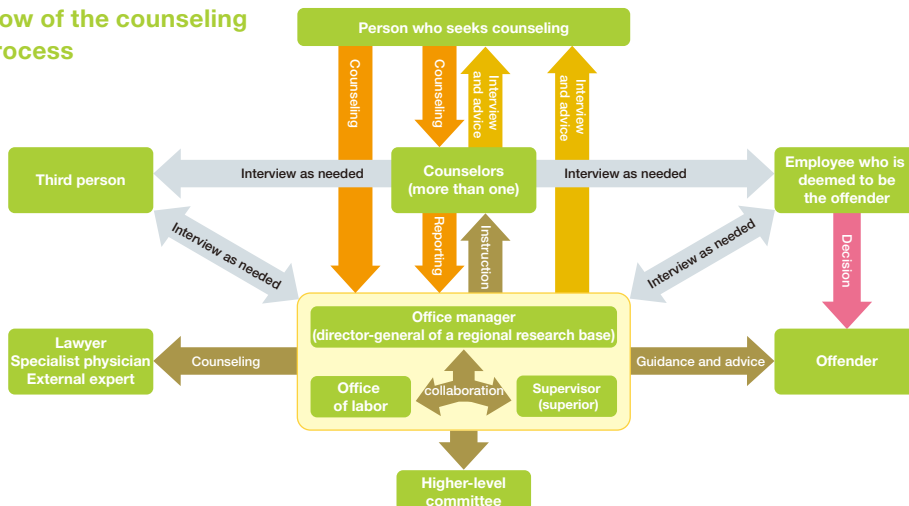 ow of the counseling
rocess
Person who seeks counseling
Counseling
Counseling
Interview
and advice
Interview
and advice
Third person
Interview as needed
Counselors
(more than one)
Interview as needed
Employee who is
deemed to be
the offender
Interview as needed
Reporting
Instruction
Interview as needed
Decision
Office manager
(director-general of a regional research base)
Lawyer
Specialist physician
External expert
Counseling
Office
of labor
collaboration
Supervisor
(superior)
Guidance and advice
Offender
Higher-level
committee